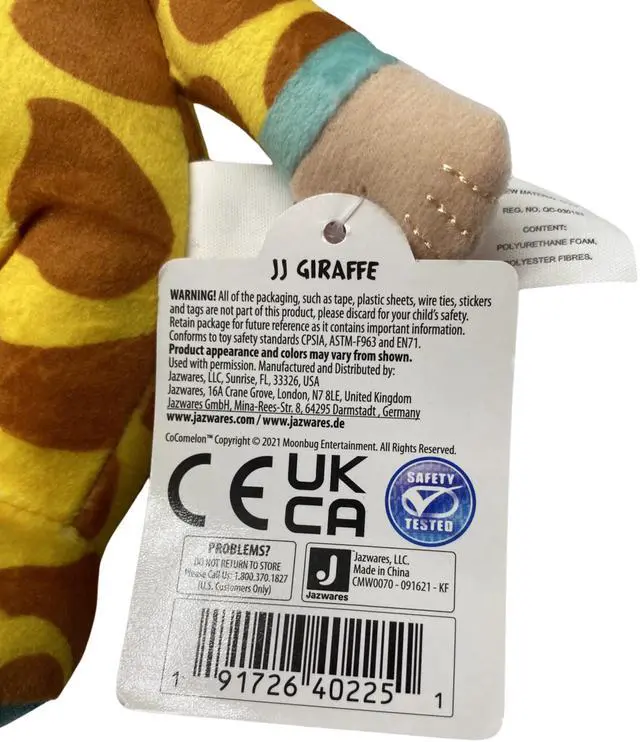 JJ GIRAFFE
WARNING! All of the packaging, such as tape, plastic sheets, wire ties, stickers
and tags are not part of this product, please discard for your child's safety.
Retain package for future reference as it contains important information.
Conforms to toy safety standards CPSIA, ASTM-F963 and EN71.
Product appearance and colors may vary from shown.
Used with permission. Manufactured and Distributed by:
Jazwares, LLC, Sunrise, FL, 33326, USA
Jazwares, 16A Crane Grove, London, N7 8LE, United Kingdom
Jazwares GmbH, Mina-Rees-Str. 8, 64295 Darmstadt, Germany
www.jazwares.com / www.jazwares.de
CoComelon™ Copyright © 2021 Moonbug Entertainment. All Rights Reserved.
CE
UK
CA
SAFETY
TESTED
PROBLEMS?
DO NOT RETURN TO STORE
Please Call Us: 1.800.370.1827
(U.S. Customers Only)
J
Jazwares
Jazwares, LLC.
Made in China
CMW0070 - 091621 - KF
1 91726 40225 1
NEW MATERIAL
REG. NO. QC-
CONTENT:
POLYURETHANE FOAM,
POLYESTER FIBRES.